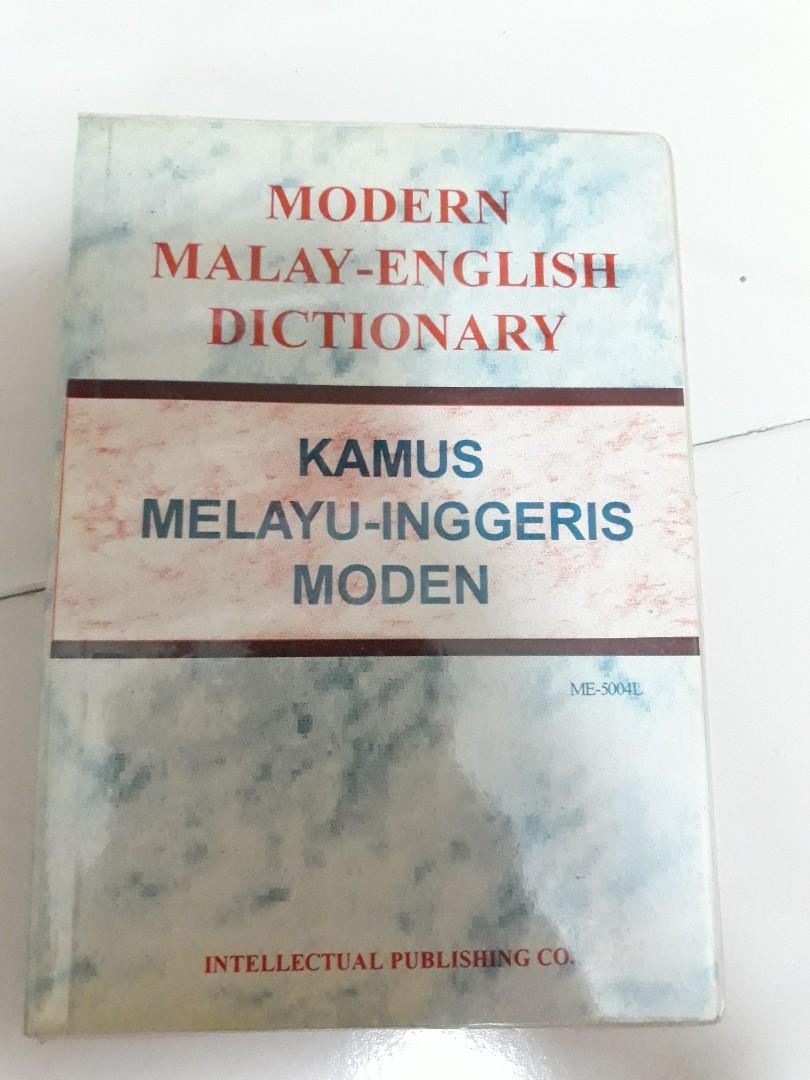 MODERN
MALAY-ENGLISH
DICTIONARY
KAMUS
MELAYU-INGGERIS
MODEN
ME-5004L
INTELLECTUAL PUBLISHING CO.